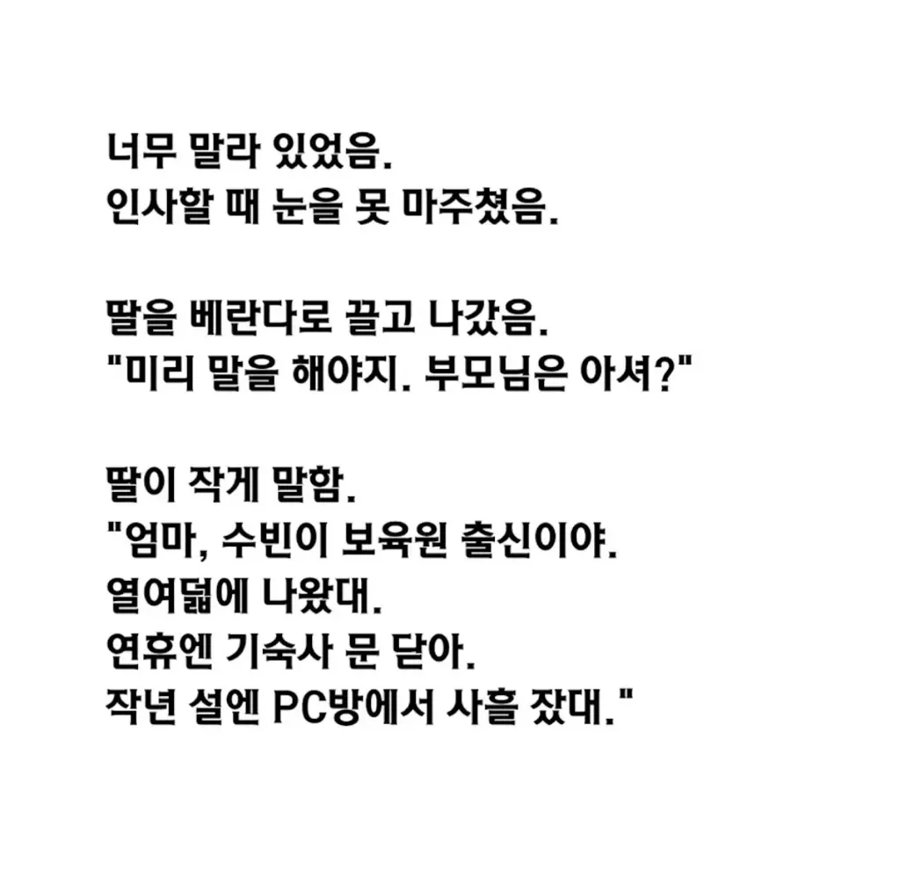 너무 말라 있었음.
인사할 때 눈을 못 마주쳤음.
딸을 베란다로 끌고 나갔음.
"미리 말을 해야지. 부모님은 아셔?"
딸이 작게 말함.
"엄마, 수빈이 보육원 출신이야.
열여덟에 나왔대.
연휴엔 기숙사 문 닫아.
작년 설엔 PC방에서 사흘 잤대."